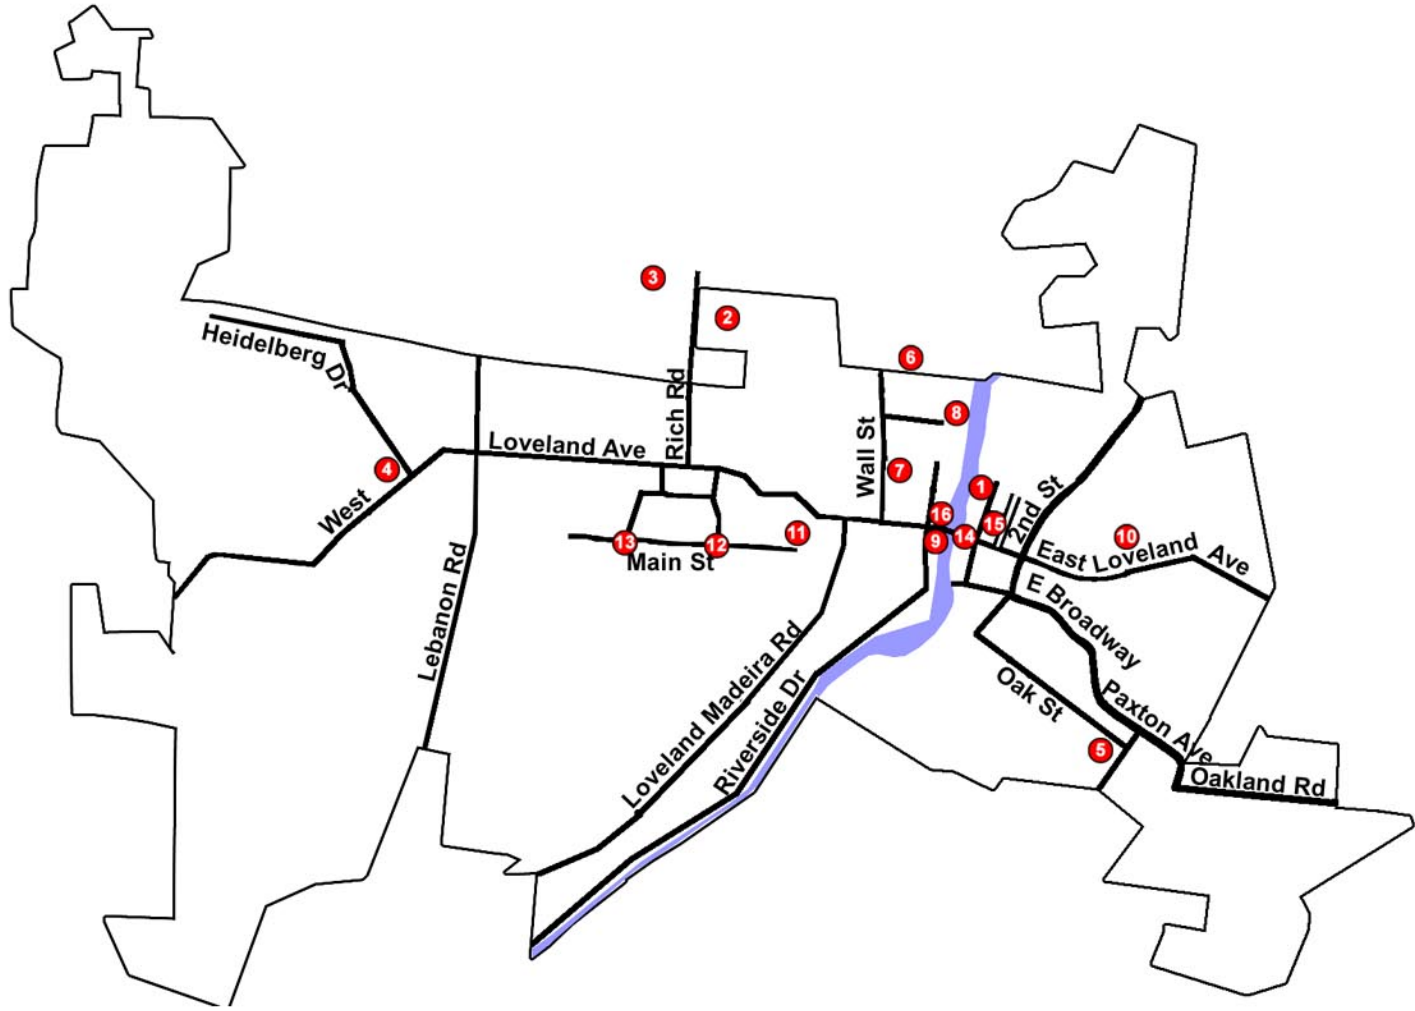 3
2
Heidelberg
Dr
6
Rich Rd
8
Wall St
Loveland Ave
4
7
West
1
2nd St
16
15
11
9
14
10
13
12
Main St
East Loveland Ave
E Broadway
Lebanon Rd
Loveland Madeira Rd
Riverside Dr
Oak St
Paxton Ave
5
Oakland Rd